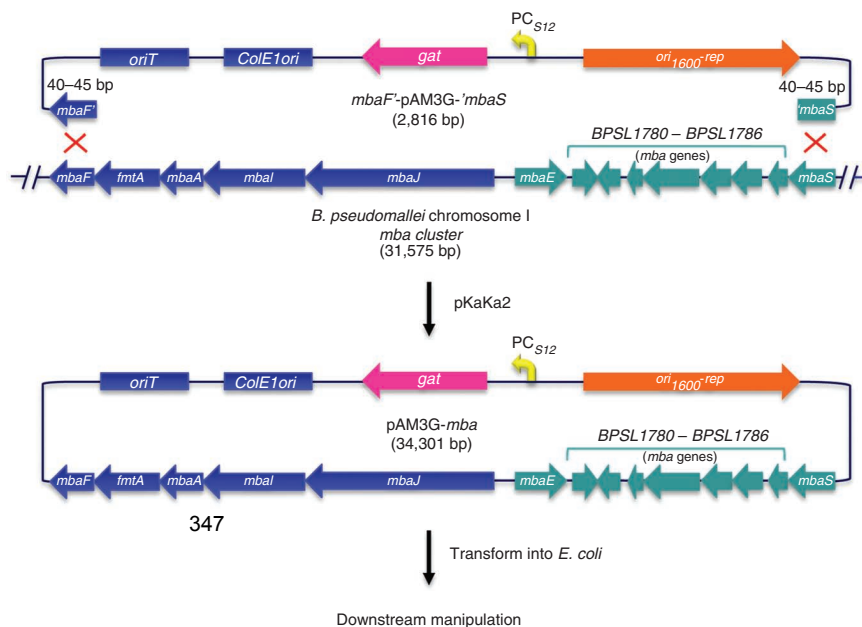 oriT ColE1ori gat PC_S12 ori1600-rep
40–45 bp 40–45 bp
mbaF' 'mbaS
mbaF'-pAM3G-'mbaS
(2,816 bp)
BPSL1780 – BPSL1786
(mba genes)
mbaF fmtA mbaA mbaI mbaJ mbaE mbaS
B. pseudomallei chromosome I
mba cluster
(31,575 bp)
pKaKa2
oriT ColE1ori gat PC_S12 ori1600-rep
pAM3G-mba
(34,301 bp)
BPSL1780 – BPSL1786
(mba genes)
mbaF fmtA mbaA mbaI mbaJ mbaE mbaS
347
Transform into E. coli
Downstream manipulation